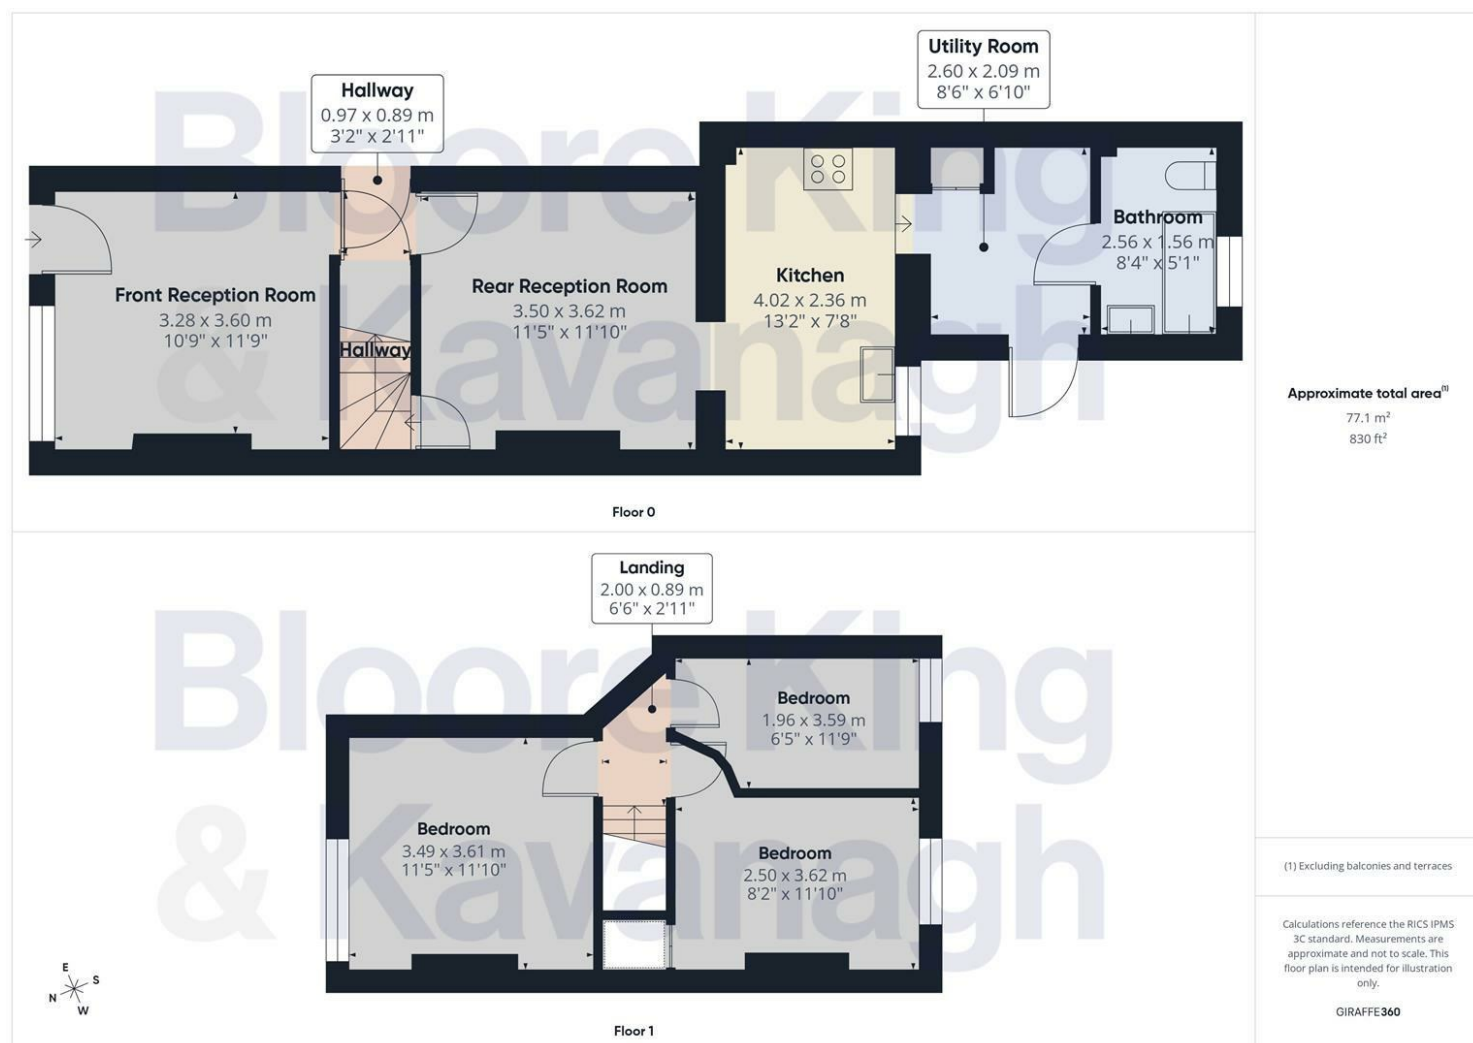 Bloore King
& Kavanagh
Hallway
0.97 x 0.89 m
3'2" x 2'11"
Utility Room
2.60 x 2.09 m
8'6" x 6'10"
Front Reception Room
3.28 x 3.60 m
10'9" x 11'9"
Hallway
Rear Reception Room
3.50 x 3.62 m
11'5" x 11'10"
Kitchen
4.02 x 2.36 m
13'2" x 7'8"
Bathroom
2.56 x 1.56 m
8'4" x 5'1"
Floor 0
Bloore King
& Kavanagh
Landing
2.00 x 0.89 m
6'6" x 2'11"
Bedroom
1.96 x 3.59 m
6'5" x 11'9"
Bedroom
3.49 x 3.61 m
11'5" x 11'10"
Bedroom
2.50 x 3.62 m
8'2" x 11'10"
E
S
N
W
Floor 1
Approximate total area(1)
77.1 m²
830 ft²
(1) Excluding balconies and terraces
Calculations reference the RICS IPMS
3C standard. Measurements are
approximate and not to scale. This
floor plan is intended for illustration
only.
GIRAFFE360